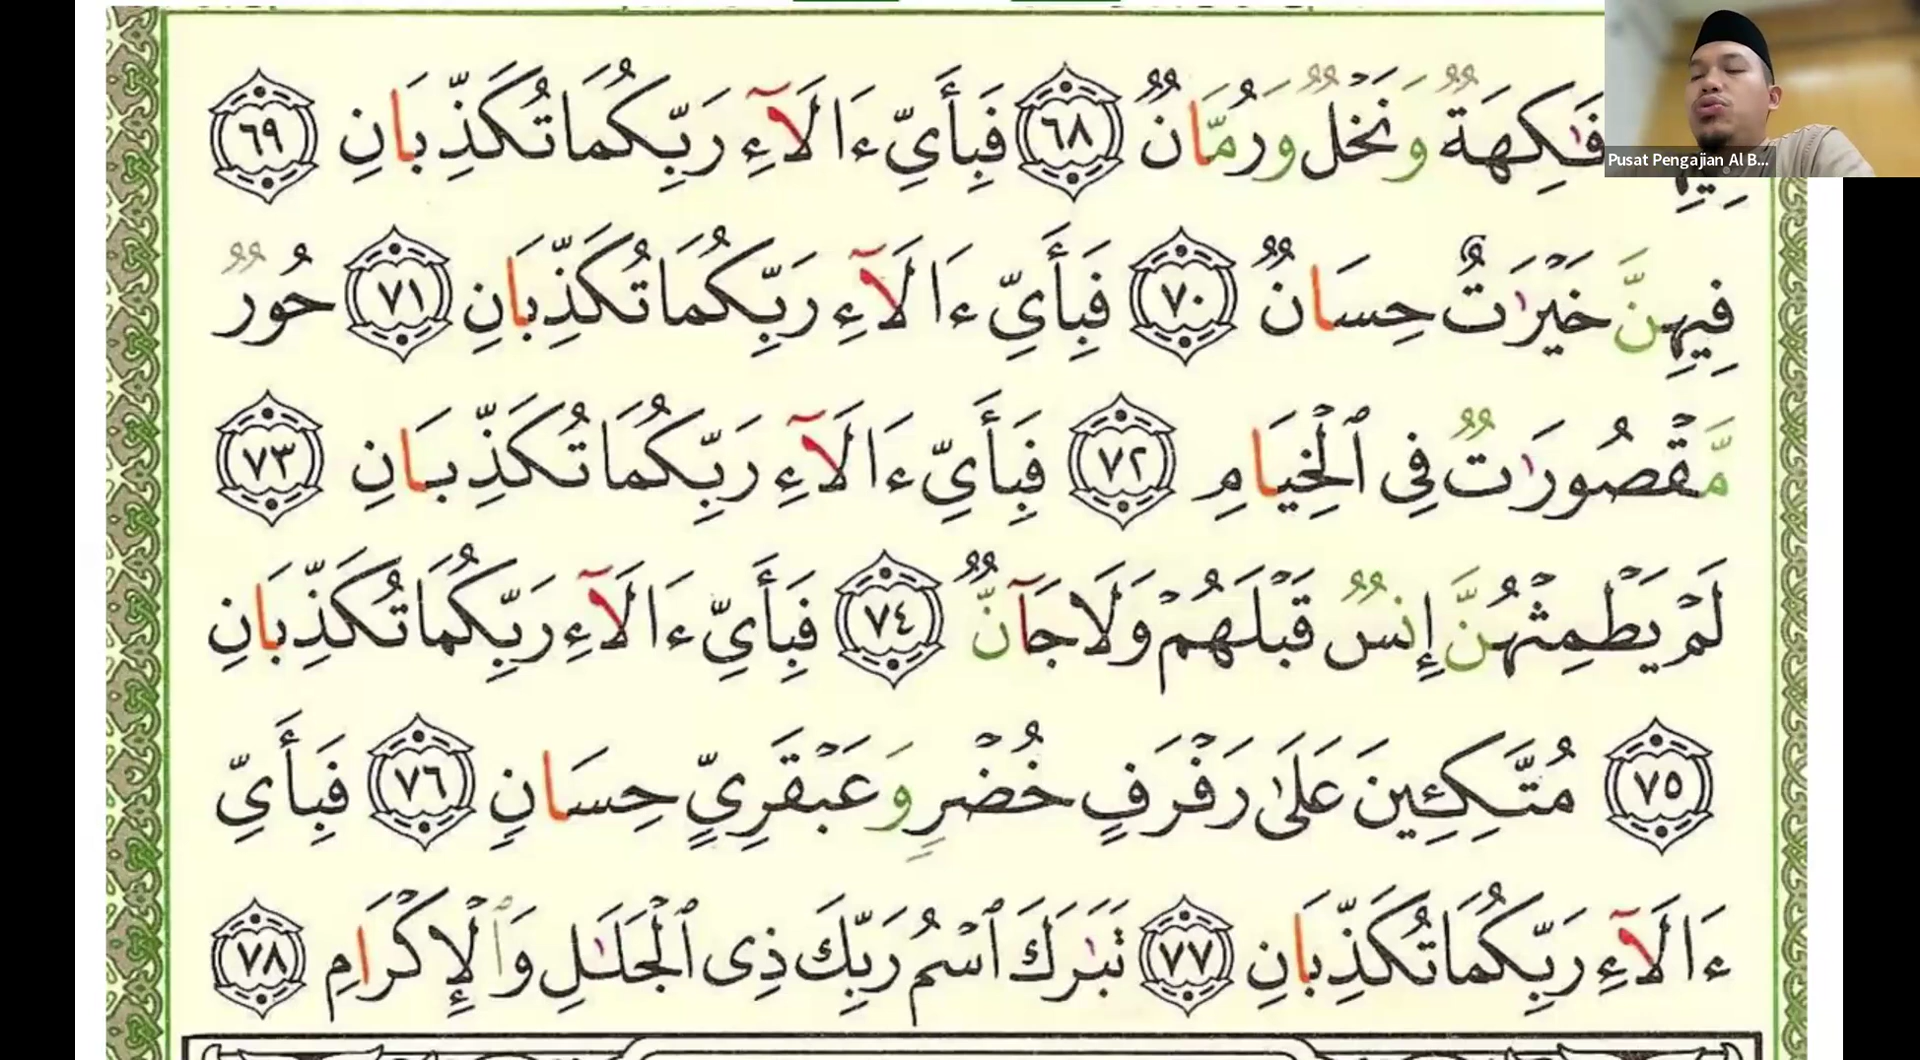 فَـٰكِهَةٌ وَنَخْلٌ وَرُمَّانٌ ٦٨ فَبِأَىِّ ءَالَآءِ رَبِّكُمَا تُكَذِّبَانِ ٦٩
Pusat Pengajian Al B...
فِيهِنَّ خَيْرَٰتٌ حِسَانٌ ٧٠ فَبِأَىِّ ءَالَآءِ رَبِّكُمَا تُكَذِّبَانِ ٧١ حُورٌ
مَّقْصُورَٰتٌ فِى ٱلْخِيَامِ ٧٢ فَبِأَىِّ ءَالَآءِ رَبِّكُمَا تُكَذِّبَانِ ٧٣
لَمْ يَطْمِثْهُنَّ إِنسٌ قَبْلَهُمْ وَلَا جَآنٌّ ٧٤ فَبِأَىِّ ءَالَآءِ رَبِّكُمَا تُكَذِّبَانِ
٧٥ مُتَّكِـِٔينَ عَلَىٰ رَفْرَفٍ خُضْرٍ وَعَبْقَرِىٍّ حِسَانٍ ٧٦ فَبِأَىِّ
ءَالَآءِ رَبِّكُمَا تُكَذِّبَانِ ٧٧ تَبَـٰرَكَ ٱسْمُ رَبِّكَ ذِى ٱلْجَلَـٰلِ وَٱلْإِكْرَامِ ٧٨